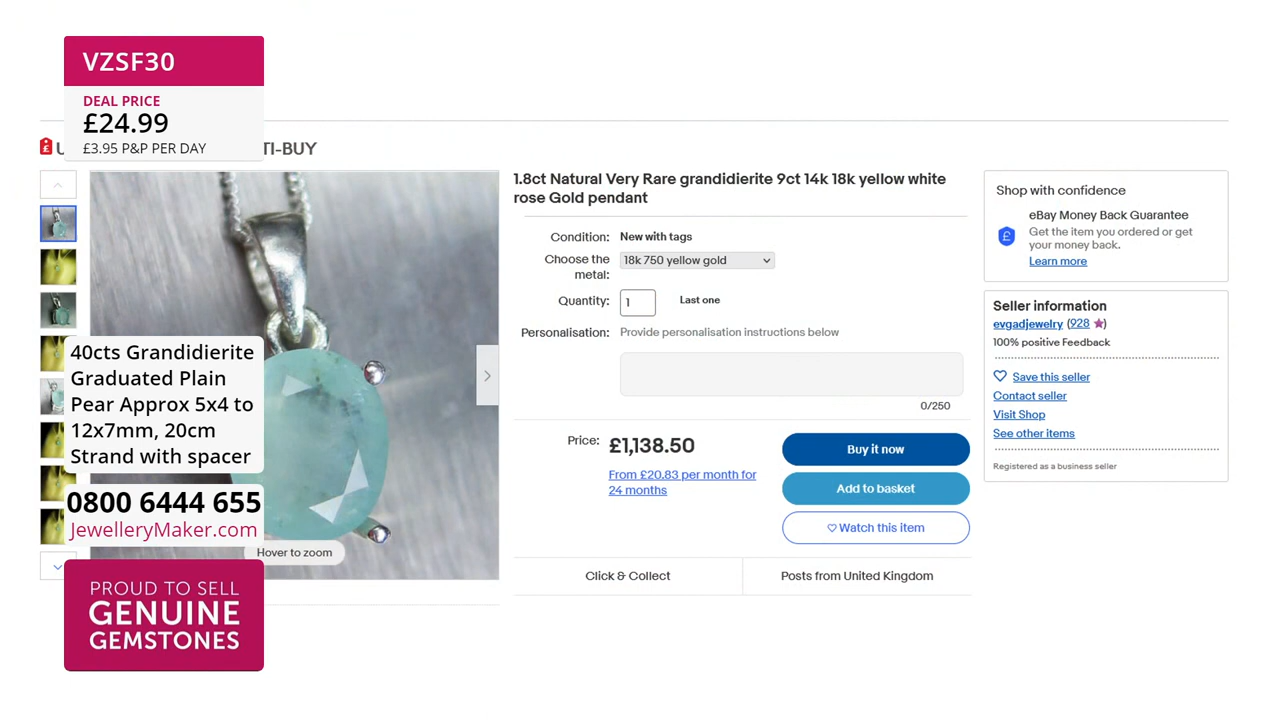 VZSF30
DEAL PRICE
£24.99
£3.95 P&P PER DAY
TI-BUY
40cts Grandidierite
Graduated Plain
Pear Approx 5x4 to
12x7mm, 20cm
Strand with spacer
0800 6444 655
JewelleryMaker.com
PROUD TO SELL
GENUINE
GEMSTONES
Hover to zoom
1.8ct Natural Very Rare grandidierite 9ct 14k 18k yellow white
rose Gold pendant
Condition: New with tags
Choose the
metal:
18k 750 yellow gold
Quantity: 1 Last one
Personalisation: Provide personalisation instructions below
0/250
Price: £1,138.50
From £20.83 per month for
24 months
Buy it now
Add to basket
Watch this item
Click & Collect
Posts from United Kingdom
Shop with confidence
eBay Money Back Guarantee
Get the item you ordered or get
your money back.
Learn more
Seller information
evgadjewelry (928)
100% positive Feedback
Save this seller
Contact seller
Visit Shop
See other items
Registered as a business seller